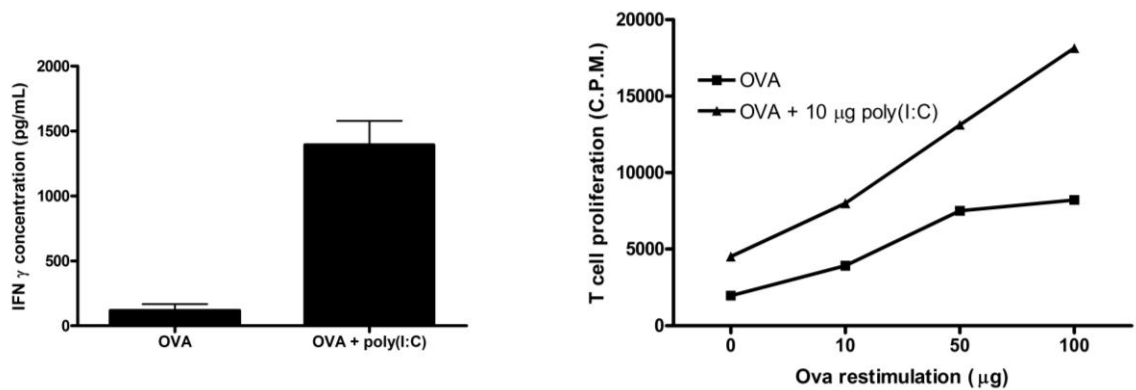 IFN γ concentration (pg/mL)
2000
1500
1000
500
0
OVA
OVA + poly(I:C)
T cell proliferation (C.P.M.)
20000
15000
10000
5000
0
OVA
OVA + 10 μg poly(I:C)
0
10
50
100
Ova restimulation ( μg)